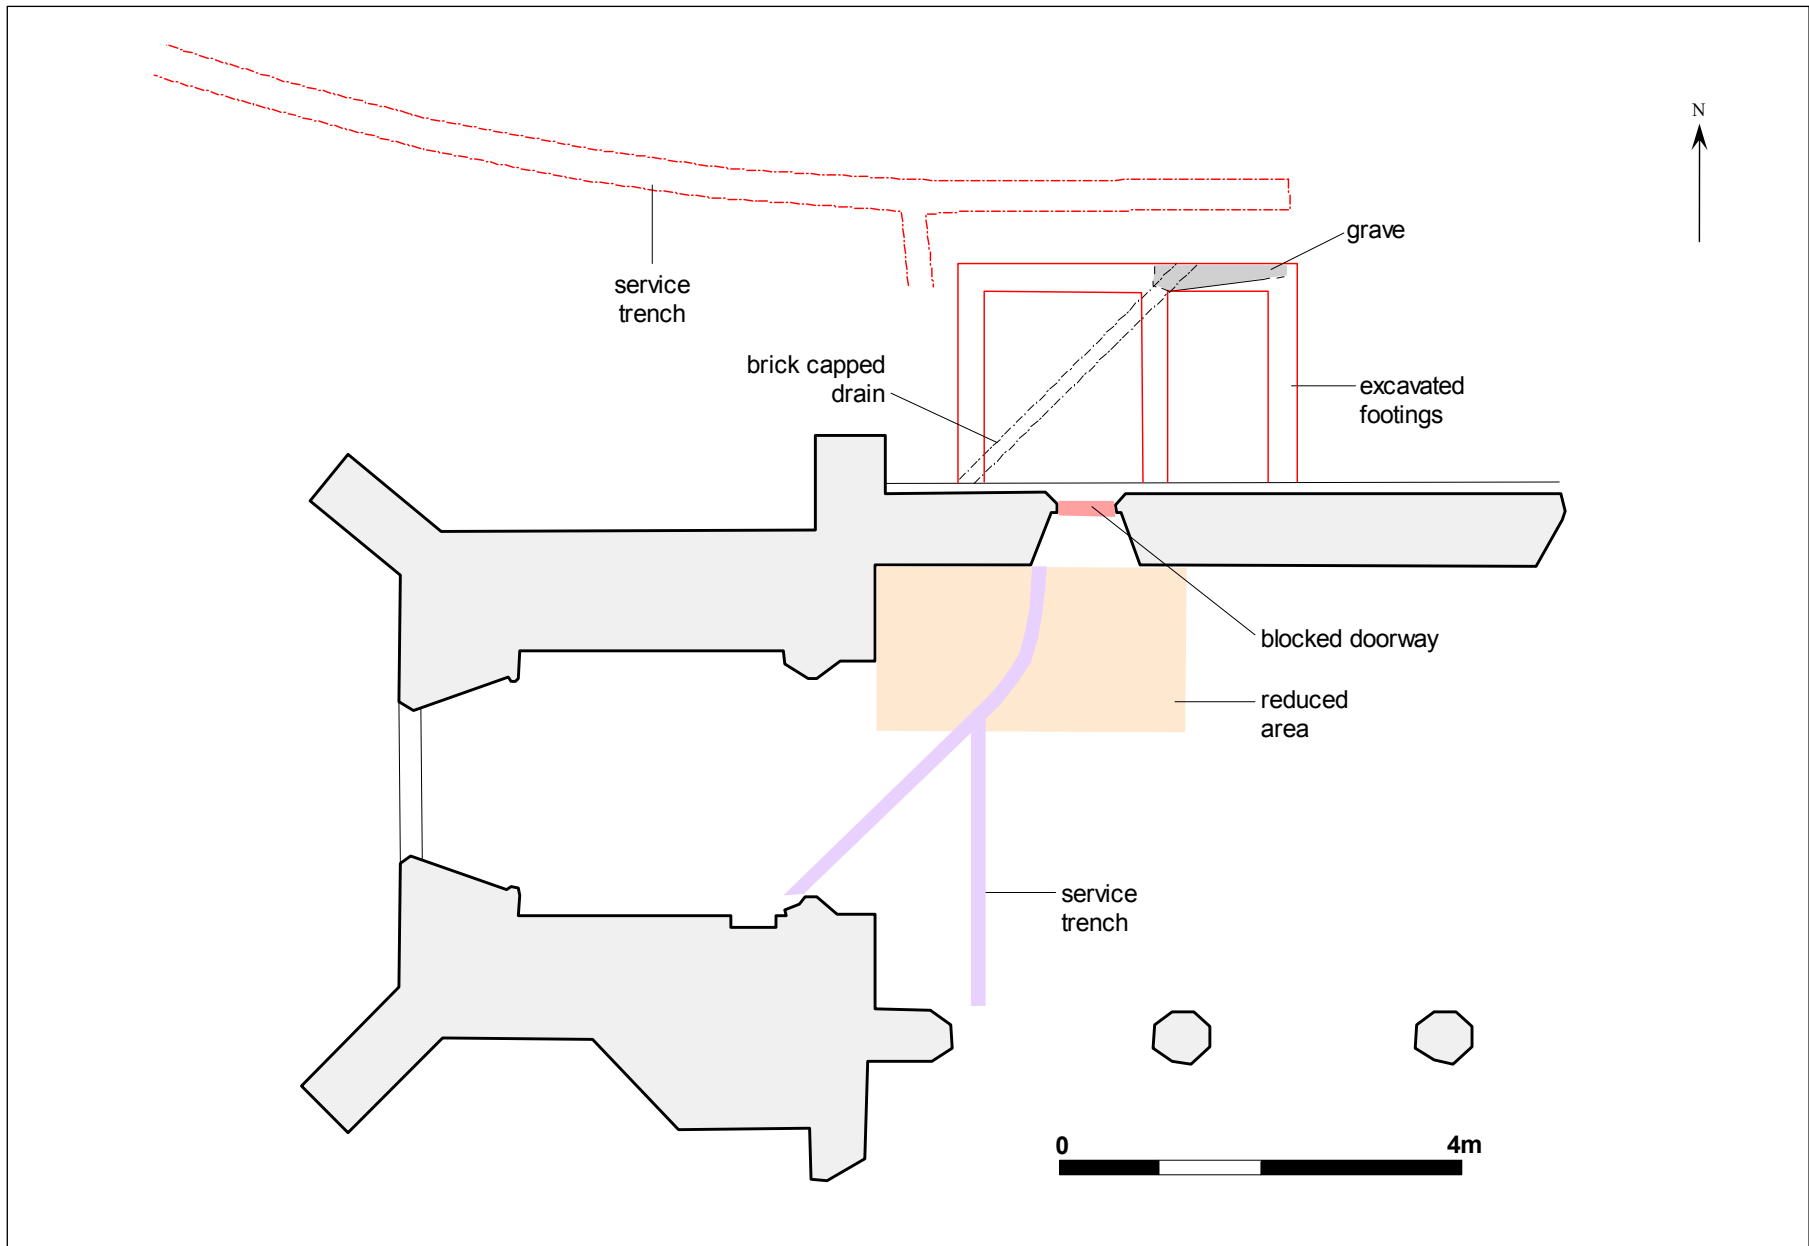 N
grave
service
trench
brick capped
drain
excavated
footings
blocked doorway
reduced
area
service
trench
0 4m